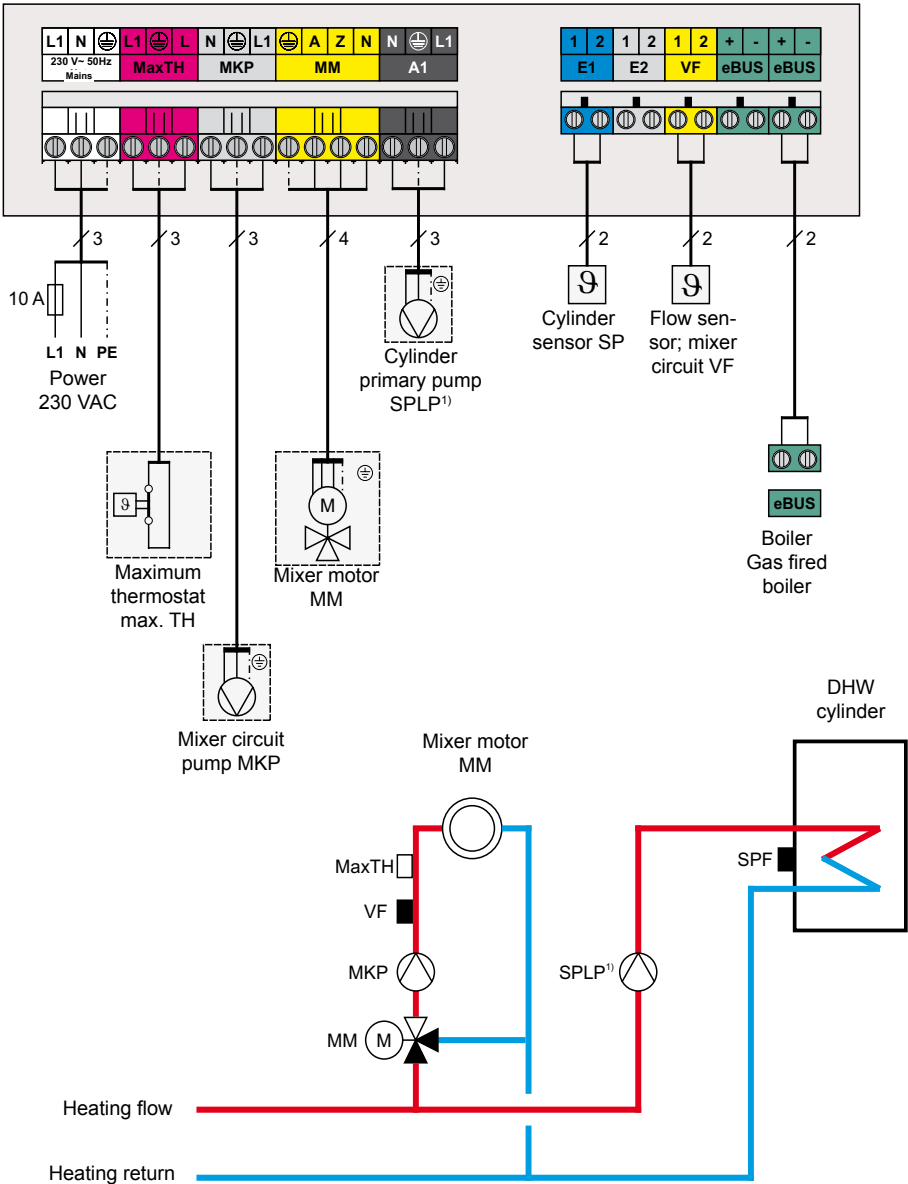 L1 N L1 L N L1 A Z N N L1
230 V~ 50Hz
Mains
MaxTH MKP MM A1
1 2 1 2 1 2 + - + -
E1 E2 VF eBUS eBUS
3 3 3 4 3 2 2 2
10 A
L1 N PE
Power
230 VAC
Cylinder
primary pump
SPLP1)
ϑ
Cylinder
sensor SP
ϑ
Flow sen-
sor; mixer
circuit VF
eBUS
Boiler
Gas fired
boiler
ϑ
Maximum
thermostat
max. TH
M
Mixer motor
MM
Mixer circuit
pump MKP
Mixer motor
MM
DHW
cylinder
MaxTH
SPF
VF
MKP
SPLP1)
MM M
Heating flow
Heating return